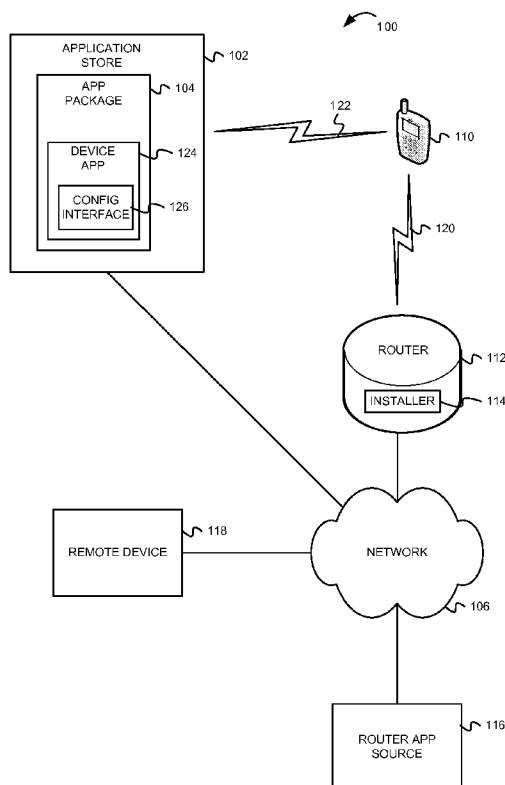 100
APPLICATION
STORE
102
APP
PACKAGE
104
DEVICE
APP
124
CONFIG
INTERFACE
126
122
110
120
ROUTER
112
INSTALLER
114
REMOTE DEVICE
118
NETWORK
106
ROUTER APP
SOURCE
116